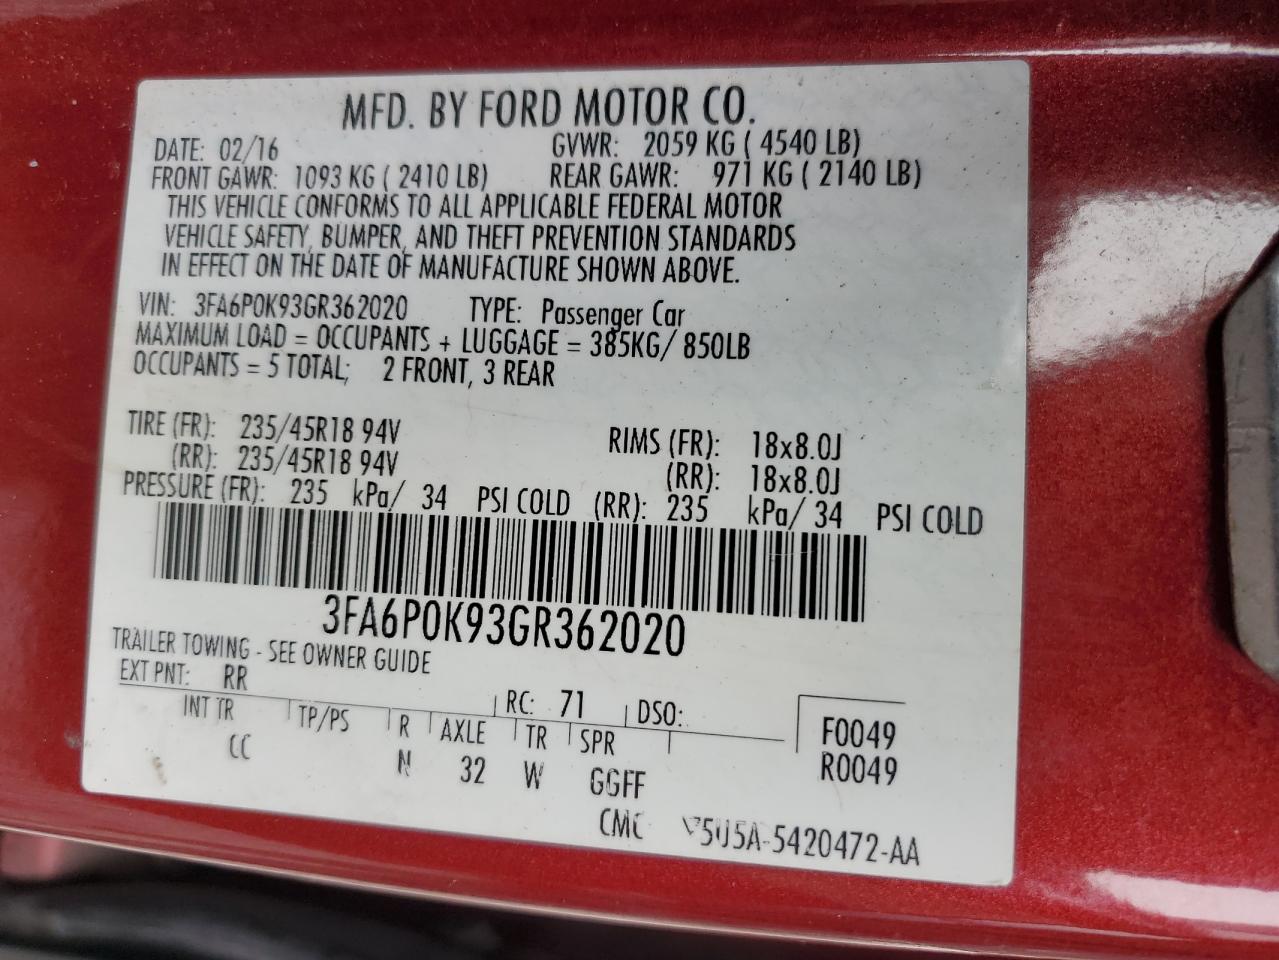 MFD. BY FORD MOTOR CO.
DATE: 02/16 GVWR: 2059 KG ( 4540 LB)
FRONT GAWR: 1093 KG ( 2410 LB) REAR GAWR: 971 KG ( 2140 LB)
THIS VEHICLE CONFORMS TO ALL APPLICABLE FEDERAL MOTOR
VEHICLE SAFETY, BUMPER, AND THEFT PREVENTION STANDARDS
IN EFFECT ON THE DATE OF MANUFACTURE SHOWN ABOVE.
VIN: 3FA6P0K93GR362020 TYPE: Passenger Car
MAXIMUM LOAD = OCCUPANTS + LUGGAGE = 385KG/ 850LB
OCCUPANTS = 5 TOTAL; 2 FRONT, 3 REAR
TIRE (FR): 235/45R18 94V RIMS (FR): 18x8.0J
(RR): 235/45R18 94V (RR): 18x8.0J
PRESSURE (FR): 235 kPa/ 34 PSI COLD (RR): 235 kPa/ 34 PSI COLD
3FA6P0K93GR362020
TRAILER TOWING - SEE OWNER GUIDE
EXT PNT: RR RC: 71 DSO:
INT TR TP/PS R AXLE TR SPR F0049
CC N 32 W GGFF R0049
CMC 5U5A-5420472-AA